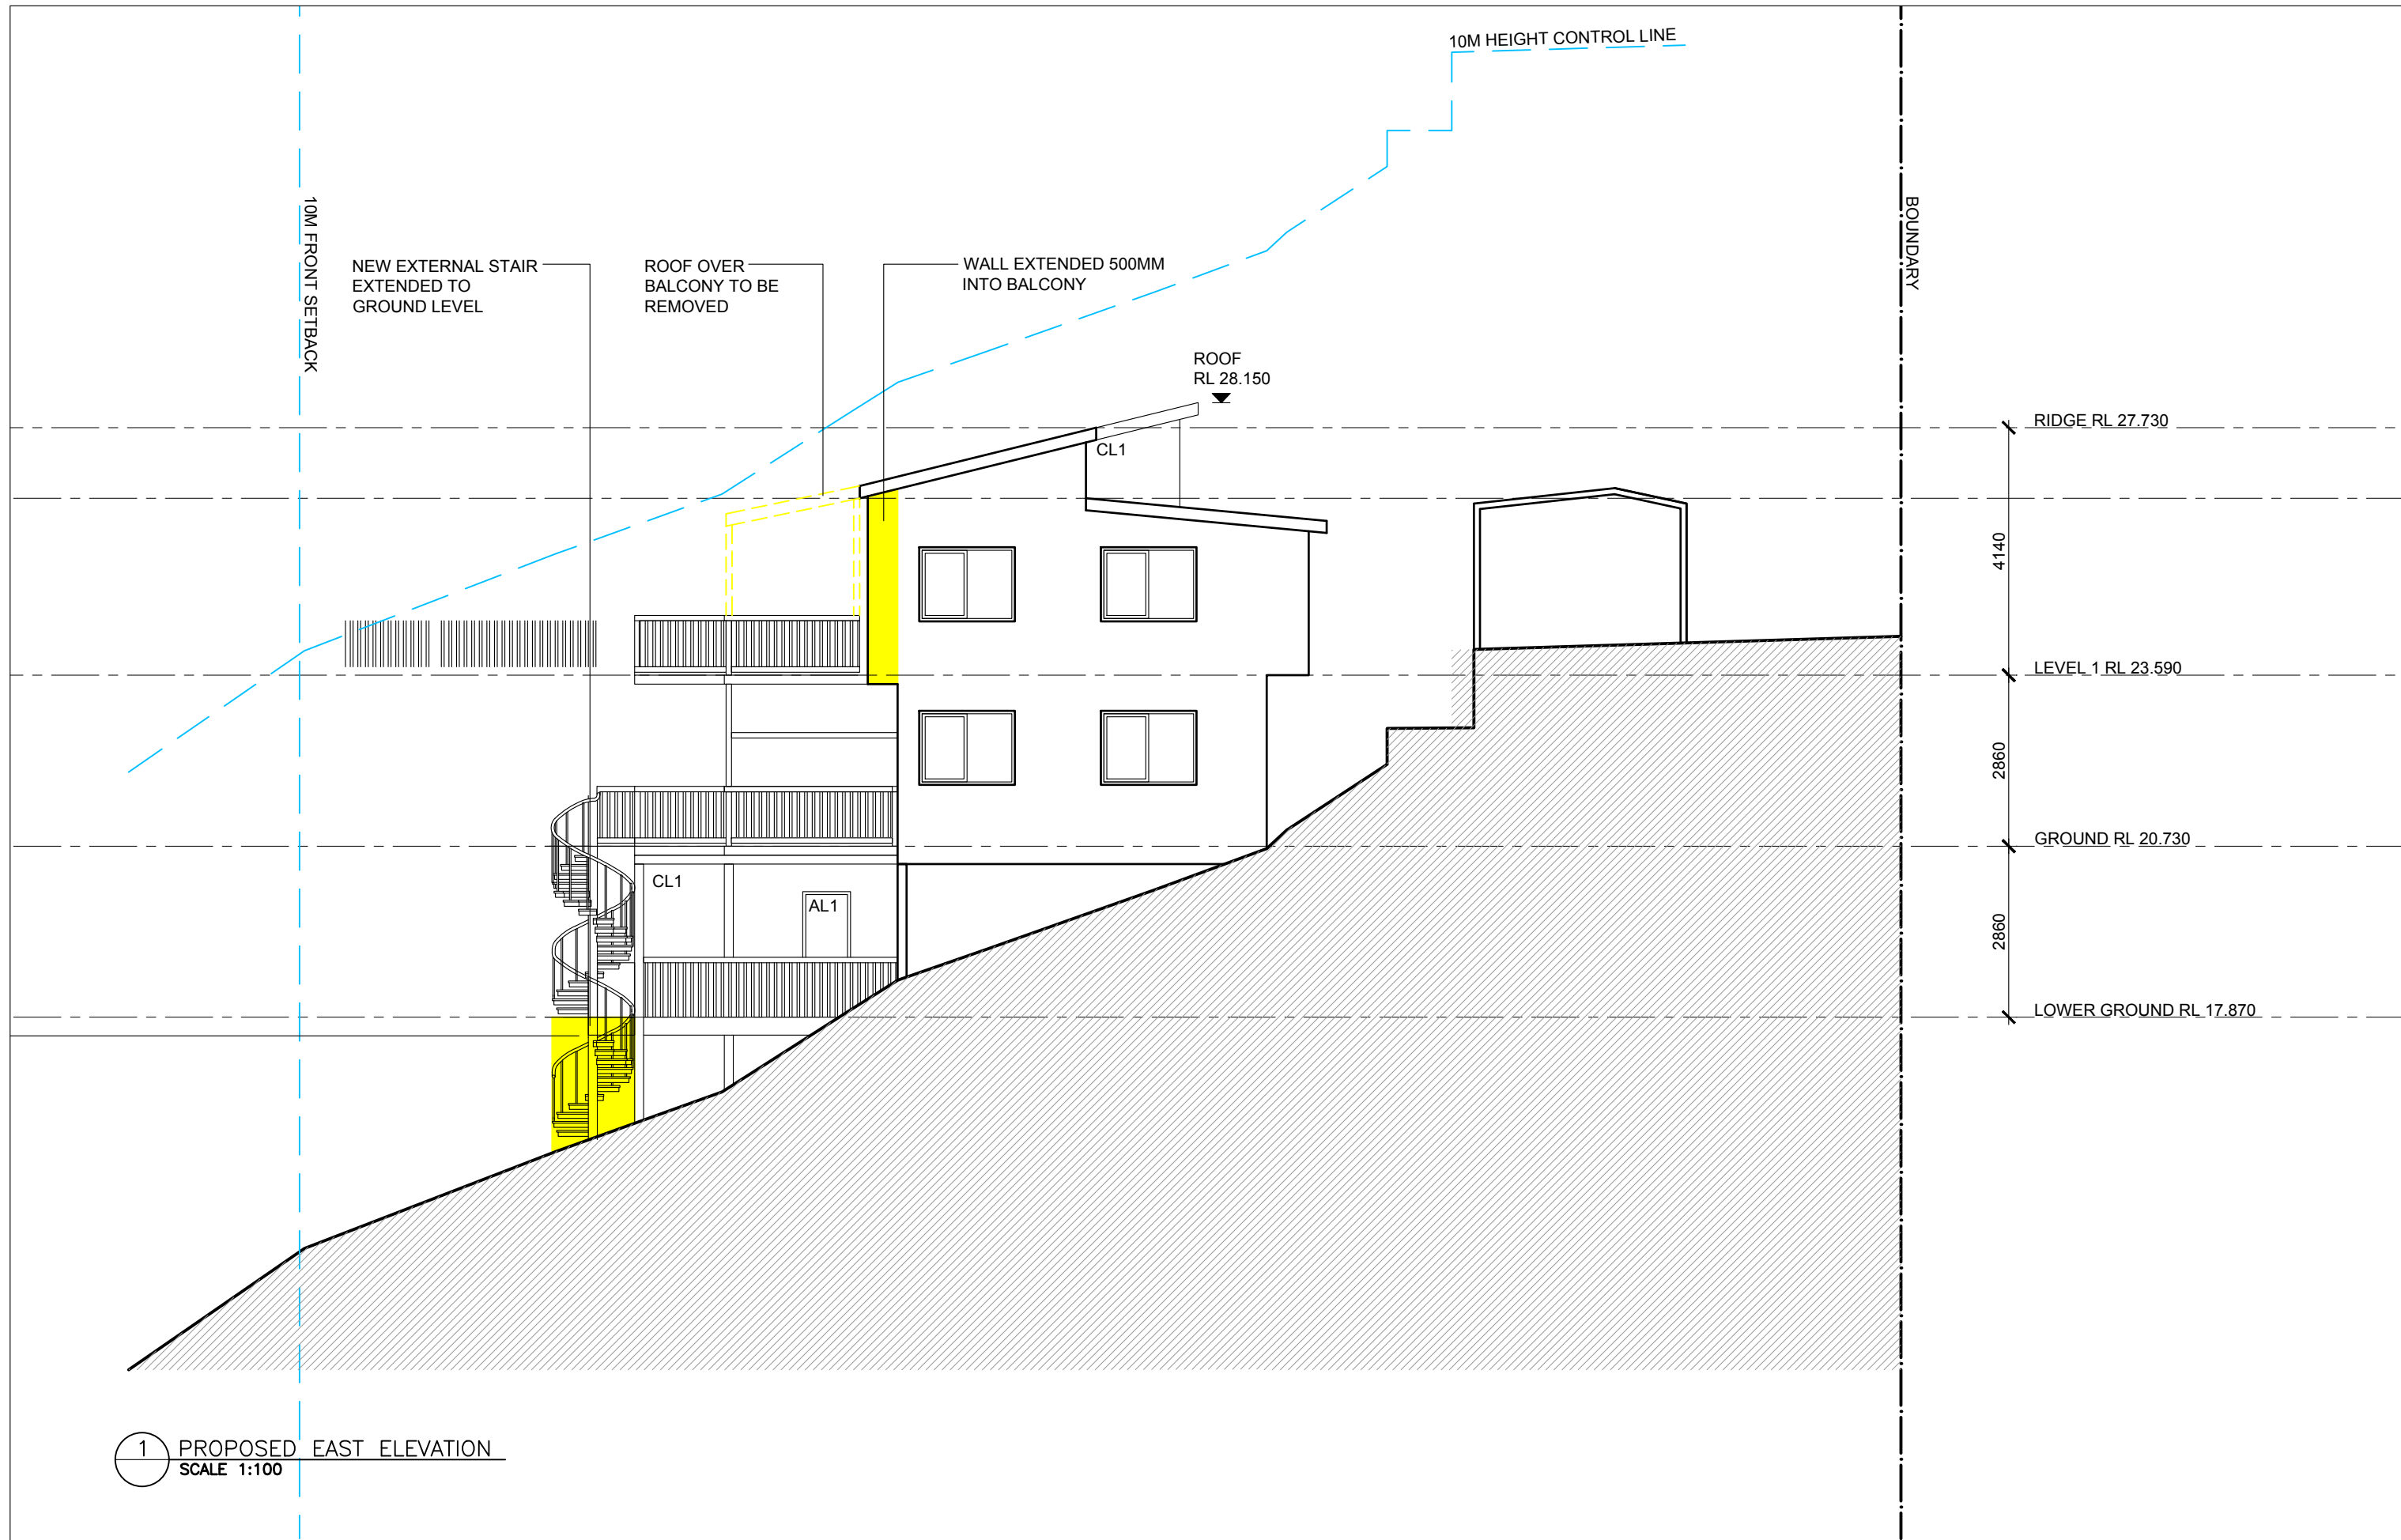 10M HEIGHT CONTROL LINE
10M FRONT SETBACK
BOUNDARY
NEW EXTERNAL STAIR
EXTENDED TO
GROUND LEVEL
ROOF OVER
BALCONY TO BE
REMOVED
WALL EXTENDED 500MM
INTO BALCONY
ROOF
RL 28.150
RIDGE RL 27.730
CL1
4140
LEVEL 1 RL 23.590
2860
GROUND RL 20.730
CL1
AL1
2860
LOWER GROUND RL 17.870
1 PROPOSED EAST ELEVATION
SCALE 1:100